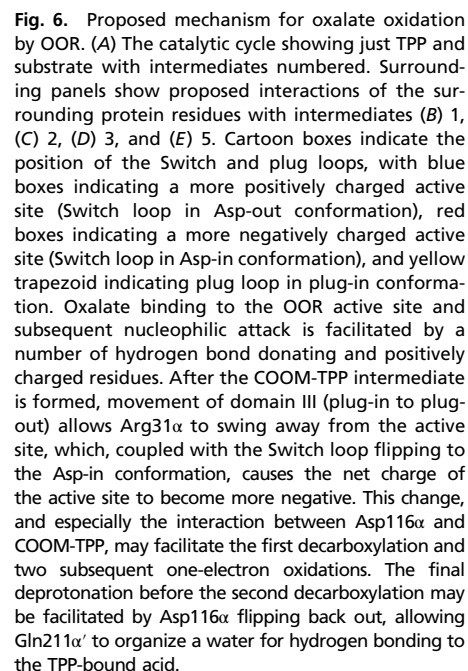 Fig. 6. Proposed mechanism for oxalate oxidation
by OOR. (A) The catalytic cycle showing just TPP and
substrate with intermediates numbered. Surround-
ing panels show proposed interactions of the sur-
rounding protein residues with intermediates (B) 1,
(C) 2, (D) 3, and (E) 5. Cartoon boxes indicate the
position of the Switch and plug loops, with blue
boxes indicating a more positively charged active
site (Switch loop in Asp-out conformation), red
boxes indicating a more negatively charged active
site (Switch loop in Asp-in conformation), and yellow
trapezoid indicating plug loop in plug-in conforma-
tion. Oxalate binding to the OOR active site and
subsequent nucleophilic attack is facilitated by a
number of hydrogen bond donating and positively
charged residues. After the COOM-TPP intermediate
is formed, movement of domain III (plug-in to plug-
out) allows Arg31α to swing away from the active
site, which, coupled with the Switch loop flipping to
the Asp-in conformation, causes the net charge of
the active site to become more negative. This change,
and especially the interaction between Asp116α and
COOM-TPP, may facilitate the first decarboxylation and
two subsequent one-electron oxidations. The final
deprotonation before the second decarboxylation may
be facilitated by Asp116α flipping back out, allowing
Gln211α′ to organize a water for hydrogen bonding to
the TPP-bound acid.